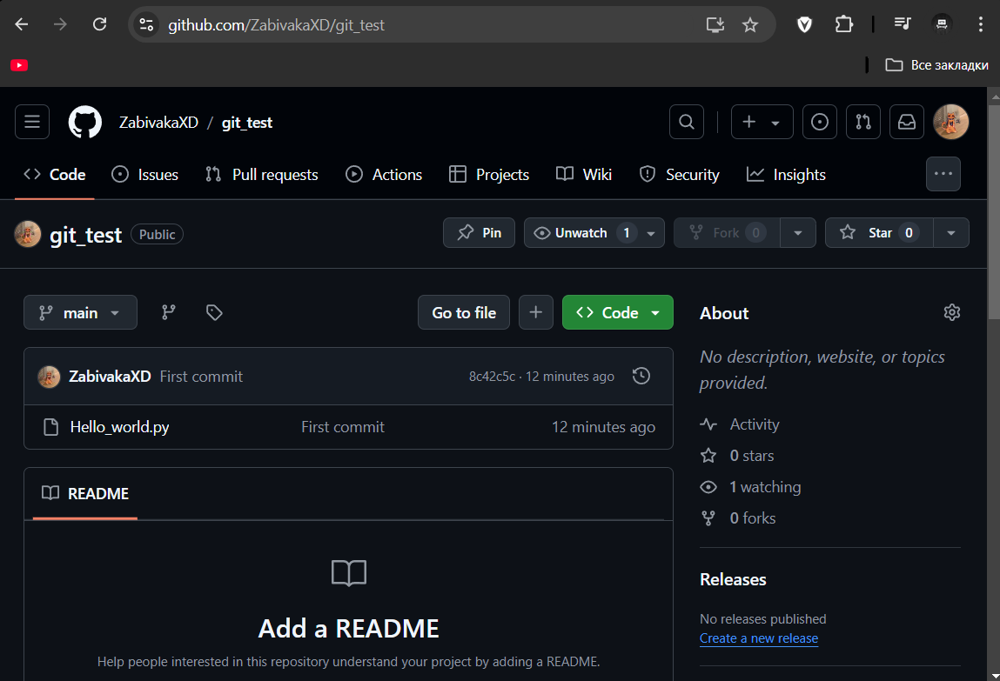 github.com/ZabivakaXD/git_test
Все закладки
ZabivakaXD / git_test
Code Issues Pull requests Actions Projects Wiki Security Insights
git_test Public Pin Unwatch 1 Fork 0 Star 0
main Go to file Code
ZabivakaXD First commit 8c42c5c · 12 minutes ago
Hello_world.py First commit 12 minutes ago
README
Add a README
Help people interested in this repository understand your project by adding a README.
About
No description, website, or topics
provided.
Activity
0 stars
1 watching
0 forks
Releases
No releases published
Create a new release